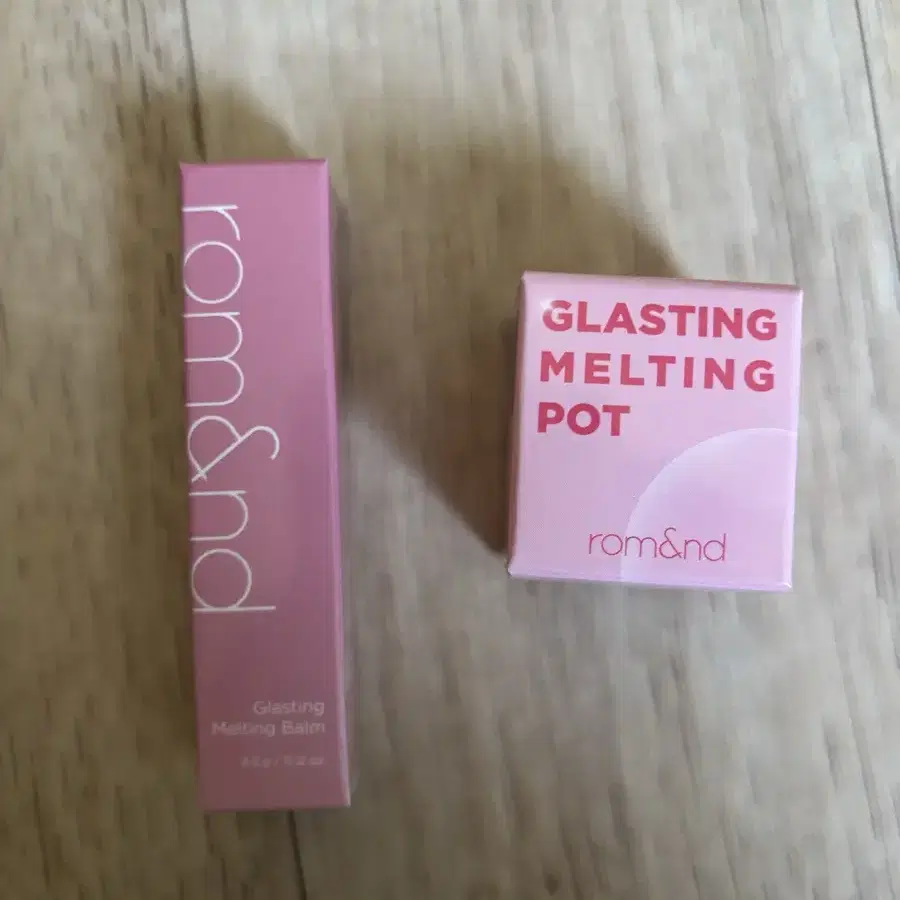 rom&nd
Glasting
Melting Balm
GLASTING
MELTING
POT
rom&nd